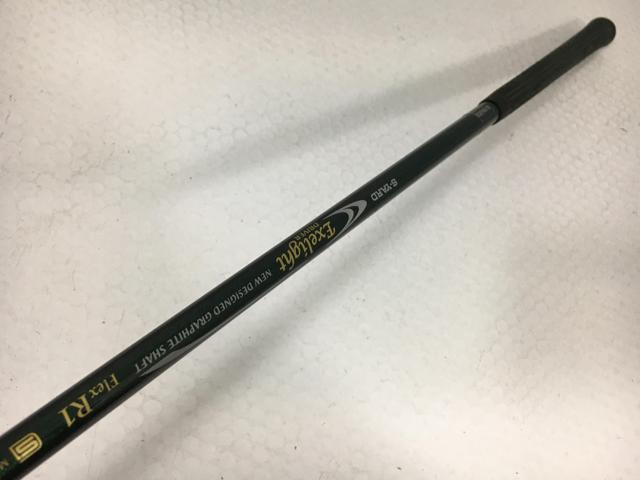 S-YARD
Exelight
DRIVER
NEW DESIGNED GRAPHITE SHAFT
Flex R1
S
M